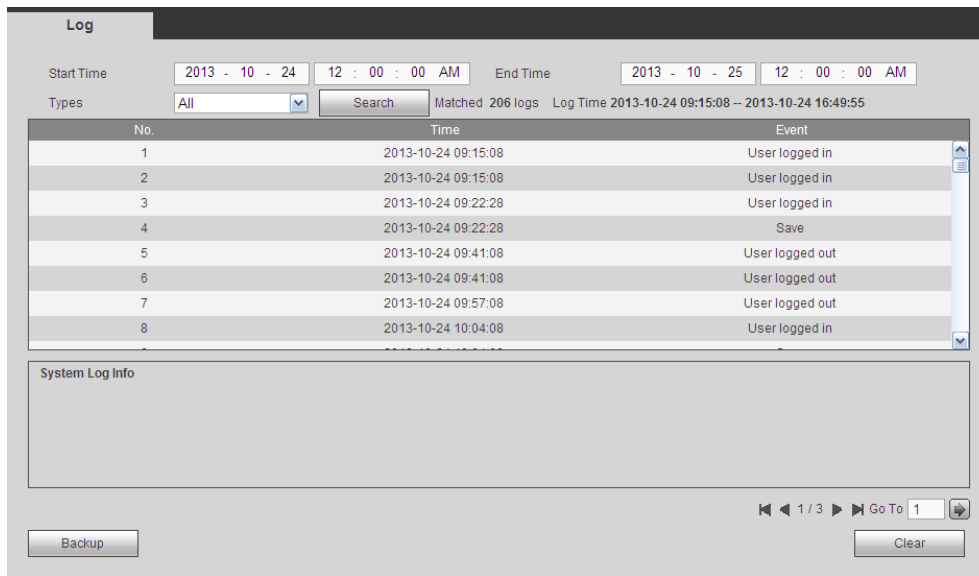 Log
Start Time 2013 - 10 - 24 12 : 00 : 00 AM End Time 2013 - 10 - 25 12 : 00 : 00 AM
Types All Search Matched 206 logs Log Time 2013-10-24 09:15:08 -- 2013-10-24 16:49:55
No. Time Event
1 2013-10-24 09:15:08 User logged in
2 2013-10-24 09:15:08 User logged in
3 2013-10-24 09:22:28 User logged in
4 2013-10-24 09:22:28 Save
5 2013-10-24 09:41:08 User logged out
6 2013-10-24 09:41:08 User logged out
7 2013-10-24 09:57:08 User logged out
8 2013-10-24 10:04:08 User logged in
System Log Info
1 / 3 Go To 1
Backup Clear